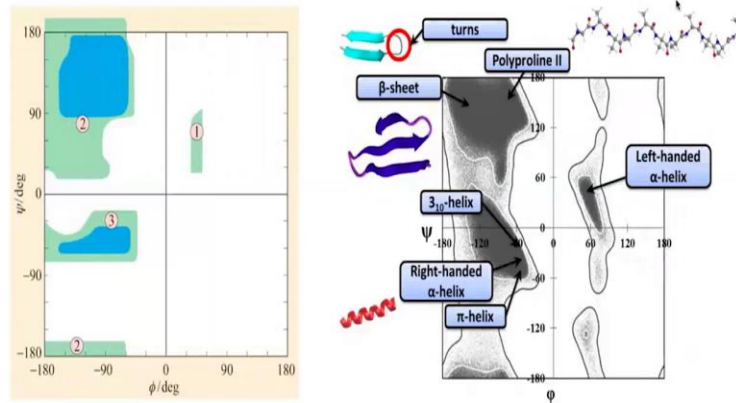 180
90
0
−90
−180
ψ/deg
−180
−90
0
90
180
ϕ/deg
2
1
3
2
turns
Polyproline II
β-sheet
Left-handed
α-helix
3₁₀-helix
Right-handed
α-helix
π-helix
180
120
60
0
-60
-120
-180
Ψ
-180
-120
-60
0
60
120
180
φ